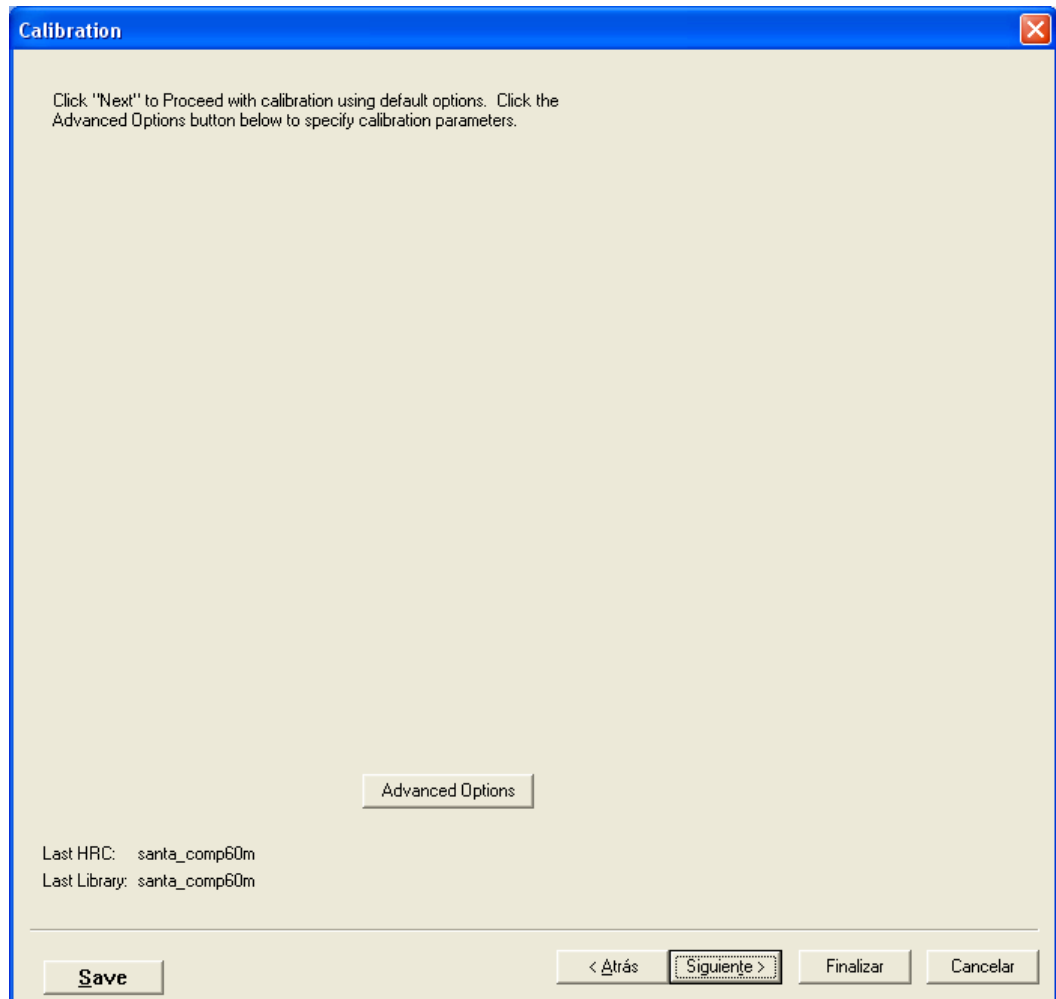 Calibration
Click "Next" to Proceed with calibration using default options. Click the
Advanced Options button below to specify calibration parameters.
Advanced Options
Last HRC: santa_comp60m
Last Library: santa_comp60m
Save
< Atrás
Siguiente >
Finalizar
Cancelar